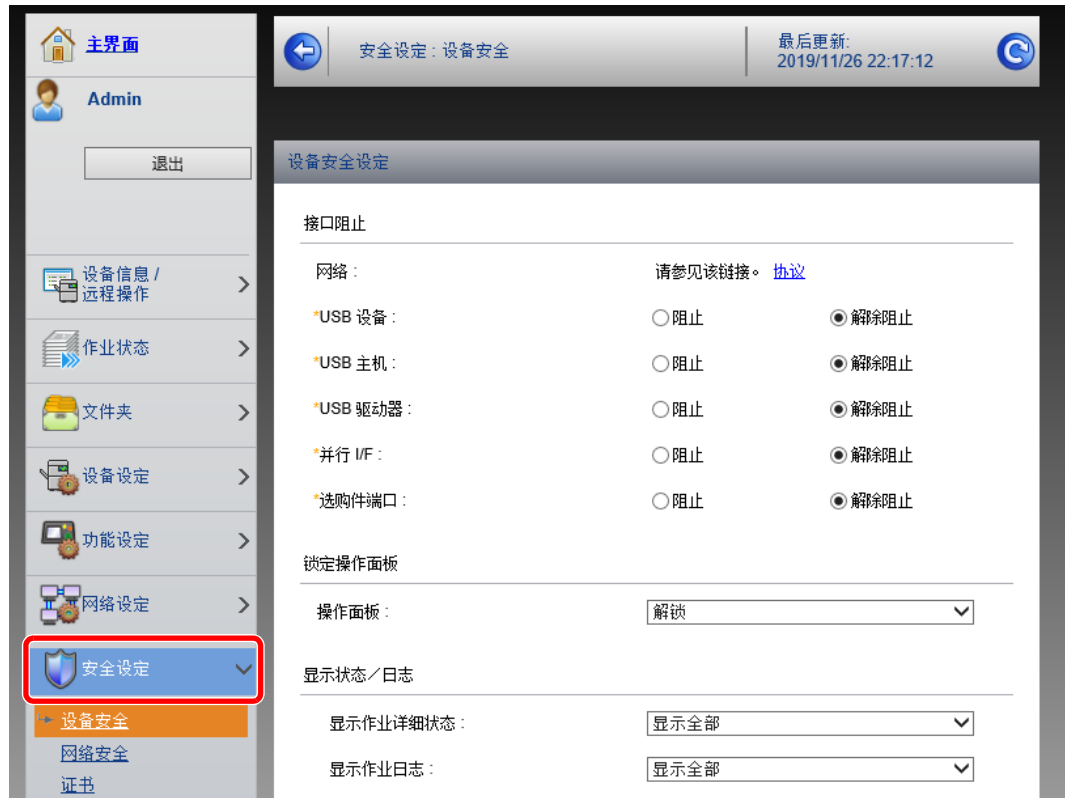 主界面
Admin
退出
设备信息 /
远程操作
作业状态
文件夹
设备设定
功能设定
网络设定
安全设定
设备安全
网络安全
证书
安全设定 : 设备安全
最后更新:
2019/11/26 22:17:12
设备安全设定
接口阻止
网络 : 请参见该链接。 协议
*USB 设备 : 阻止 解除阻止
*USB 主机 : 阻止 解除阻止
*USB 驱动器 : 阻止 解除阻止
*并行 I/F : 阻止 解除阻止
*选购件端口 : 阻止 解除阻止
锁定操作面板
操作面板 : 解锁
显示状态／日志
显示作业详细状态 : 显示全部
显示作业日志 : 显示全部